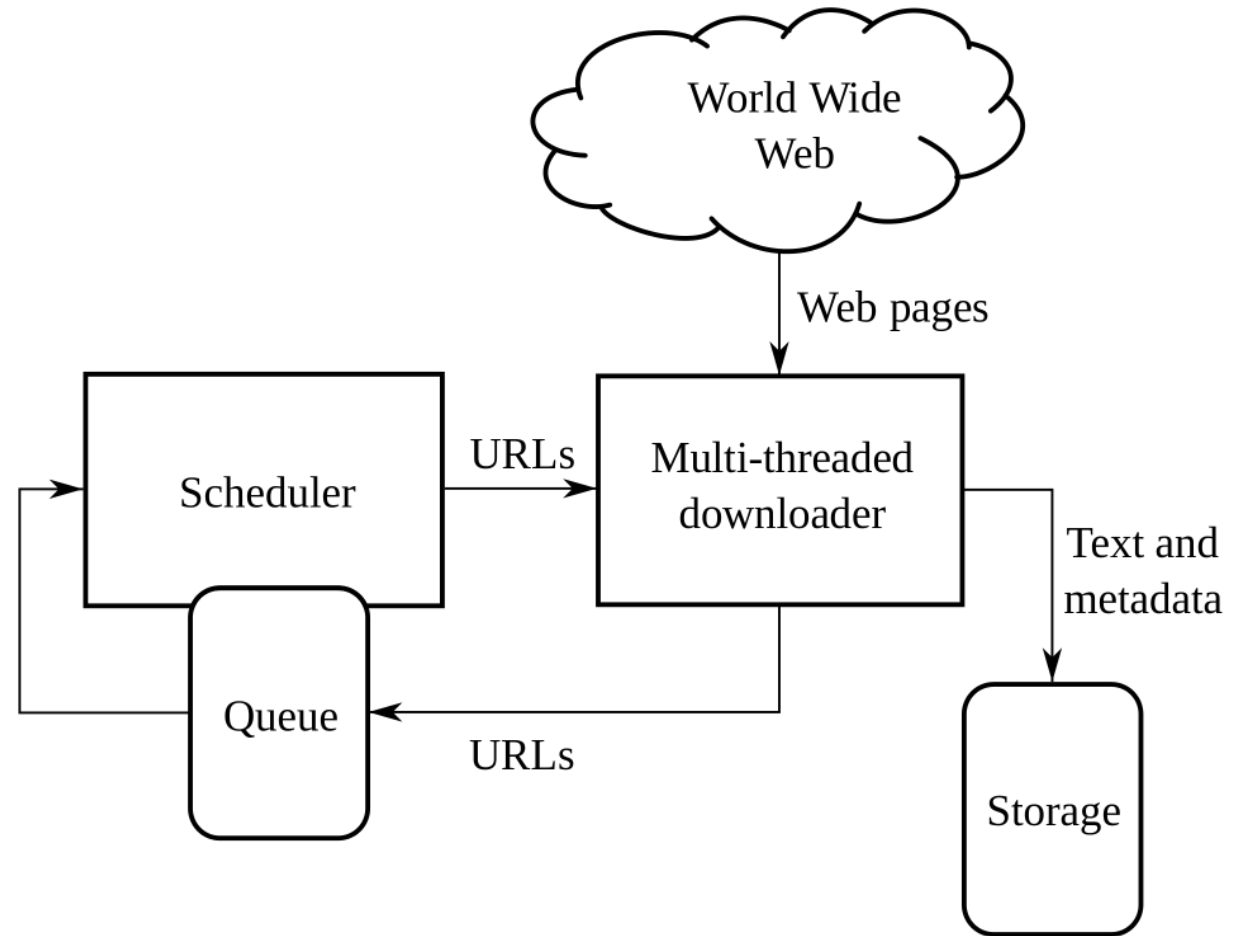 World Wide
Web
Web pages
Scheduler
URLs
Multi-threaded
downloader
Text and
metadata
Queue
URLs
Storage